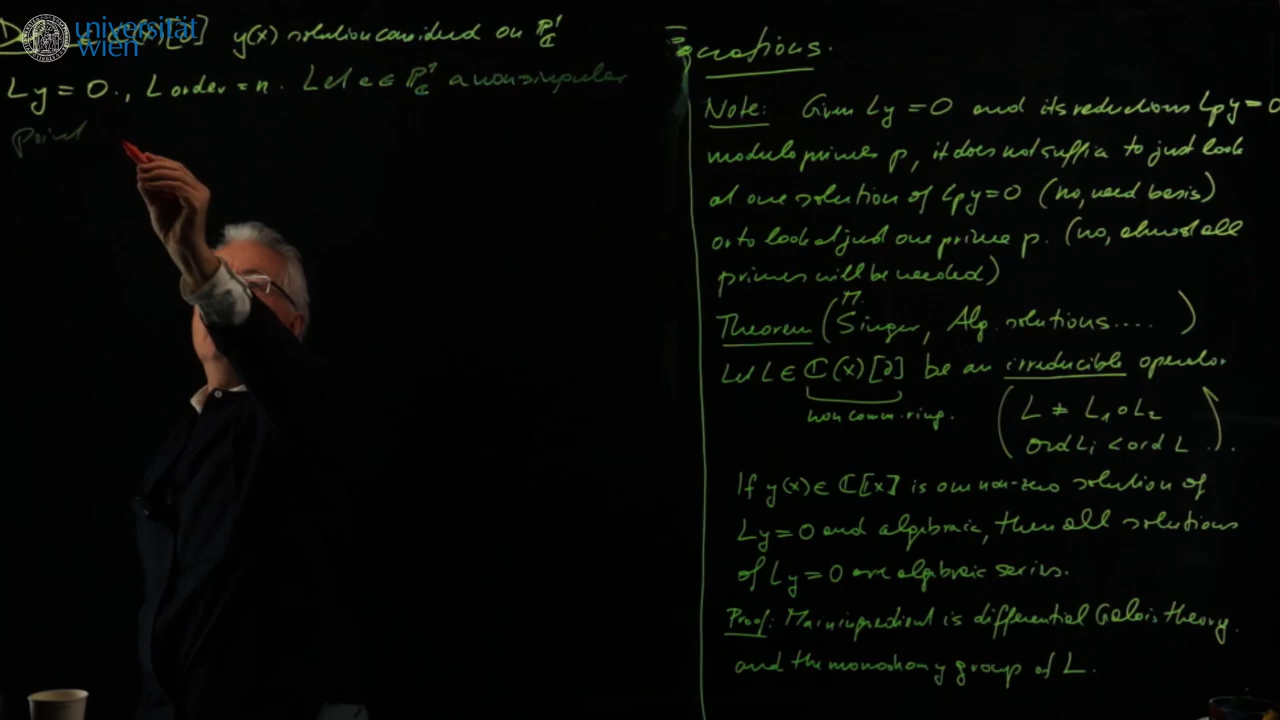 universität
wien
∈ ℂ(x)[∂] y(x) solution considered on ℙ¹_ℂ
Ly = 0., L order = n. Let a ∈ ℙ¹_ℂ a nonsingular
point
Equations.
Note: Given Ly = 0 and its reductions Lpy = 0
modulo primes p, it does not suffice to just look
at one solution of Lpy = 0 (no, need basis)
or to look at just one prime p. (no, almost all
primes will be needed)
Theorem (M. Singer, Alg. solutions.... )
Let L ∈ ℂ(x)[∂] be an irreducible operator
noncomm. ring. ( L ≠ L₁ ∘ L₂
ord Lᵢ < ord L ).
If y(x) ∈ ℂ[x] is one non-zero solution of
Ly = 0 and algebraic, then all solutions
of Ly = 0 are algebraic series.
Proof: Main ingredient is differential Galois theory.
and the monodromy group of L.